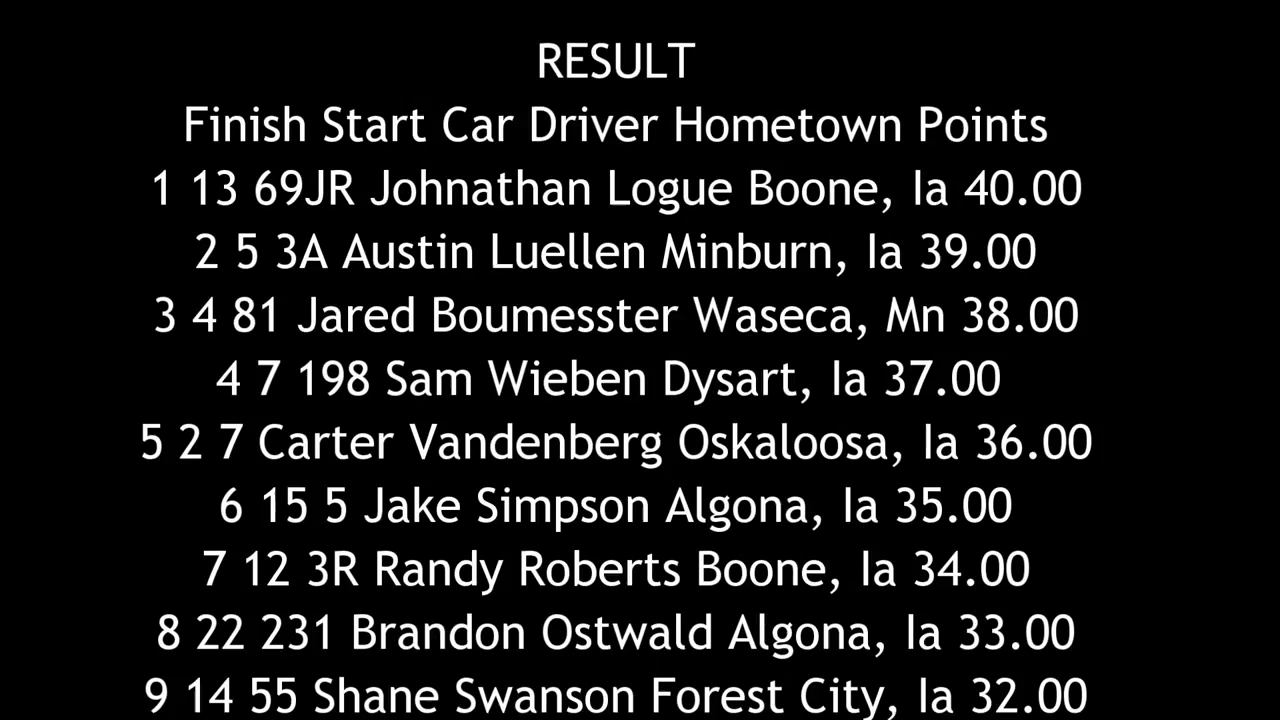 RESULT
Finish Start Car Driver Hometown Points
1 13 69JR Johnathan Logue Boone, Ia 40.00
2 5 3A Austin Luellen Minburn, Ia 39.00
3 4 81 Jared Boumesster Waseca, Mn 38.00
4 7 198 Sam Wieben Dysart, Ia 37.00
5 2 7 Carter Vandenberg Oskaloosa, Ia 36.00
6 15 5 Jake Simpson Algona, Ia 35.00
7 12 3R Randy Roberts Boone, Ia 34.00
8 22 231 Brandon Ostwald Algona, Ia 33.00
9 14 55 Shane Swanson Forest City, Ia 32.00